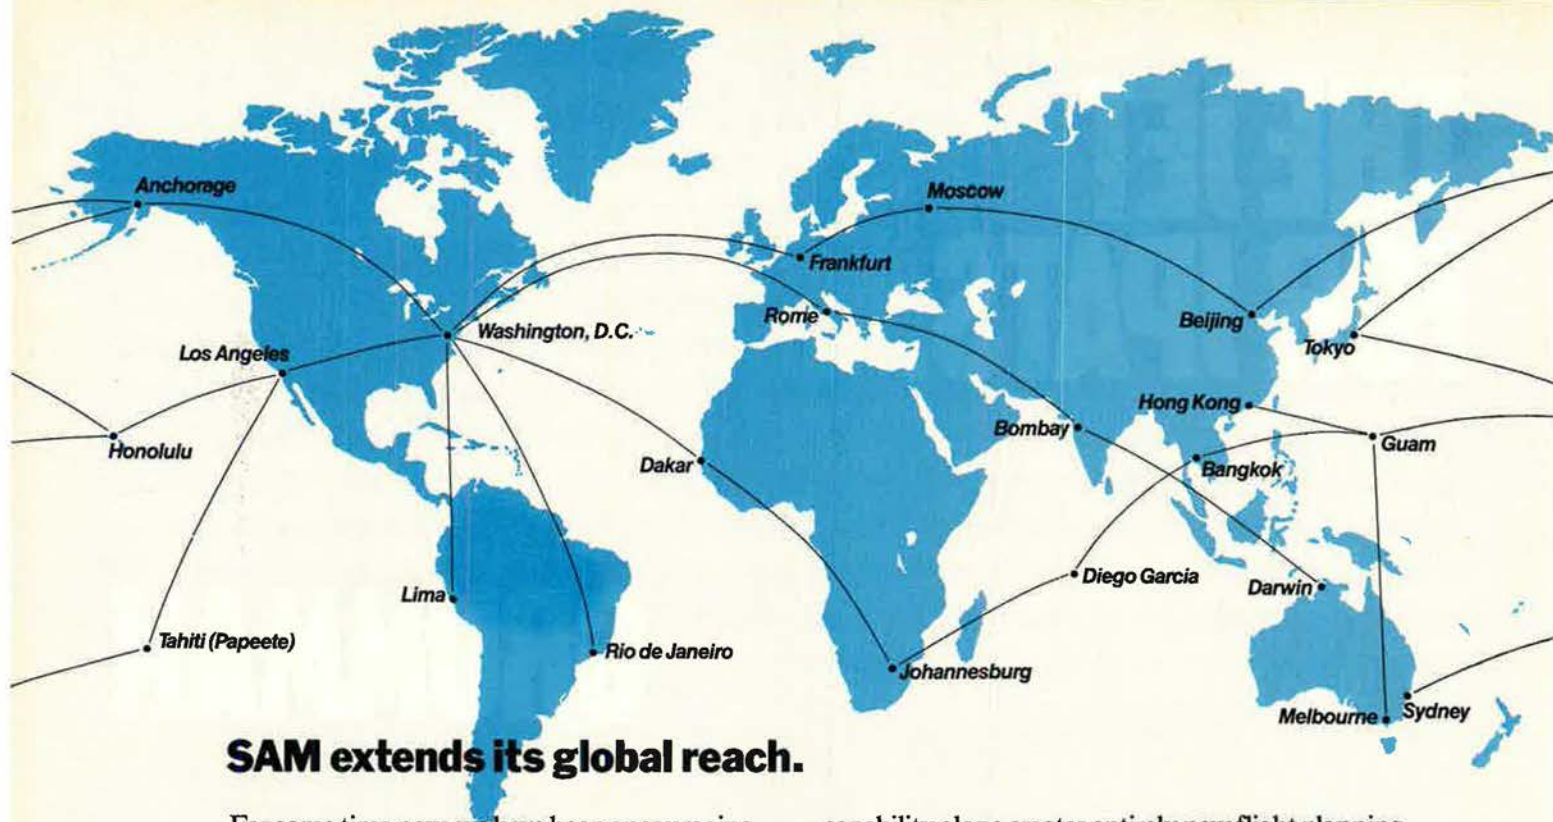 Anchorage
Moscow
Frankfurt
Rome
Washington, D.C.
Beijing
Tokyo
Los Angeles
Hong Kong
Bombay
Honolulu
Guam
Dakar
Bangkok
Diego Garcia
Lima
Darwin
Tahiti (Papeete)
Rio de Janeiro
Johannesburg
Melbourne
Sydney
SAM extends its global reach.